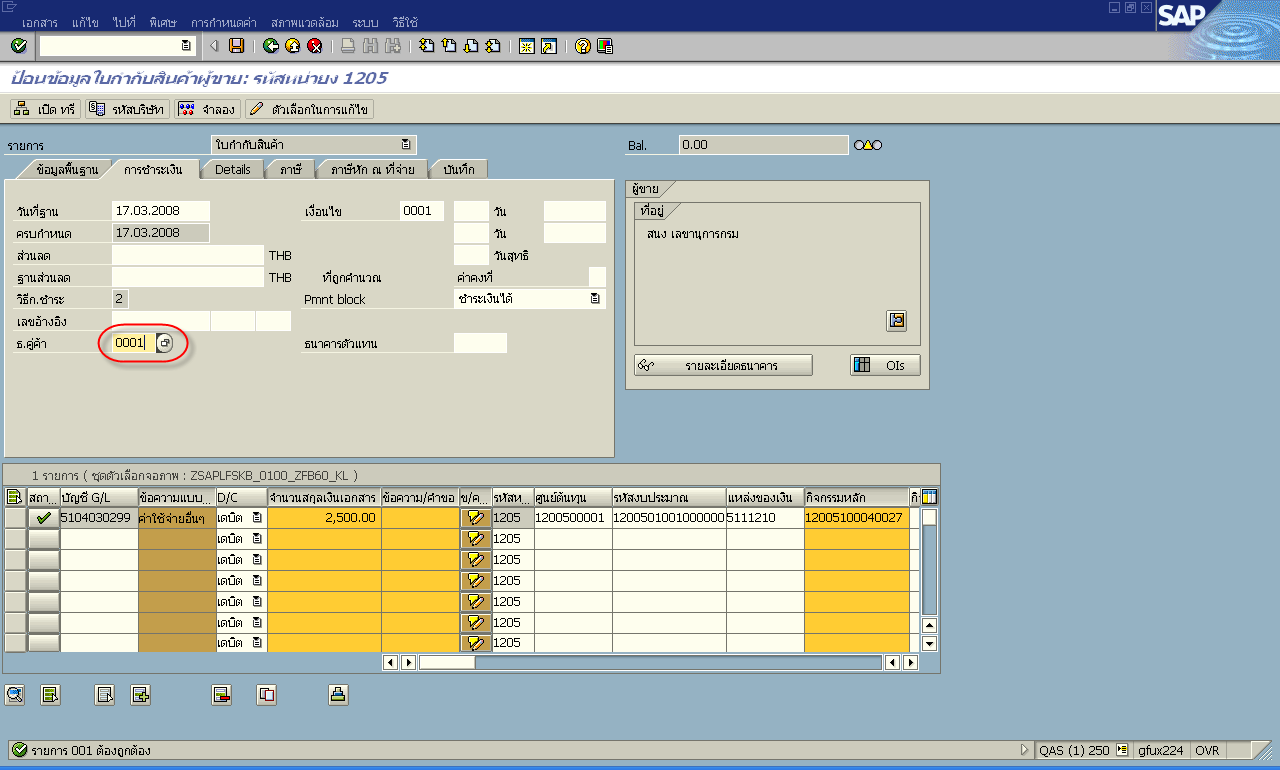 เอกสาร แก้ไข ไปที่ พิเศษ การกำหนดค่า สภาพแวดล้อม ระบบ วิธีใช้
SAP
ป้อนข้อมูลใบกำกับสินค้าผู้ขาย: รหัสหน่วยง 1205
เปิด ทรี รหัสบริษัท จำลอง ตัวเลือกในการแก้ไข
รายการ ใบกำกับสินค้า Bal. 0.00
ข้อมูลพื้นฐาน การชำระเงิน Details ภาษี ภาษีหัก ณ ที่จ่าย บันทึก
ผู้ขาย
วันที่ฐาน 17.03.2008 เงื่อนไข 0001 วัน
ที่อยู่
ครบกำหนด 17.03.2008 วัน
สนง เลขานุการกรม
ส่วนลด THB วันสุทธิ
ฐานส่วนลด THB ที่ถูกคำนวณ ค่าคงที่
วิธีก.ชำระ 2 Pmnt block ชำระเงินได้
เลขอ้างอิง
ธ.คู่ค้า 0001 ธนาคารตัวแทน
รายละเอียดธนาคาร OIs
1 รายการ ( ชุดตัวเลือกจอภาพ : ZSAPLFSKB_0100_ZFB60_KL )
สถา... บัญชี G/L ข้อความแบบ... D/C จำนวนสกุลเงินเอกสาร ข้อความ/คำขอ ข/ค... รหัสห... ศูนย์ต้นทุน รหัสงบประมาณ แหล่งของเงิน กิจกรรมหลัก กิ
5104030299 ค่าใช้จ่ายอื่นๆ เดบิต 2,500.00 1205 1200500001 1200501001000000 5111210 12005100040027
เดบิต 1205
เดบิต 1205
เดบิต 1205
เดบิต 1205
เดบิต 1205
เดบิต 1205
รายการ 001 ต้องถูกต้อง QAS (1) 250 gfux224 OVR